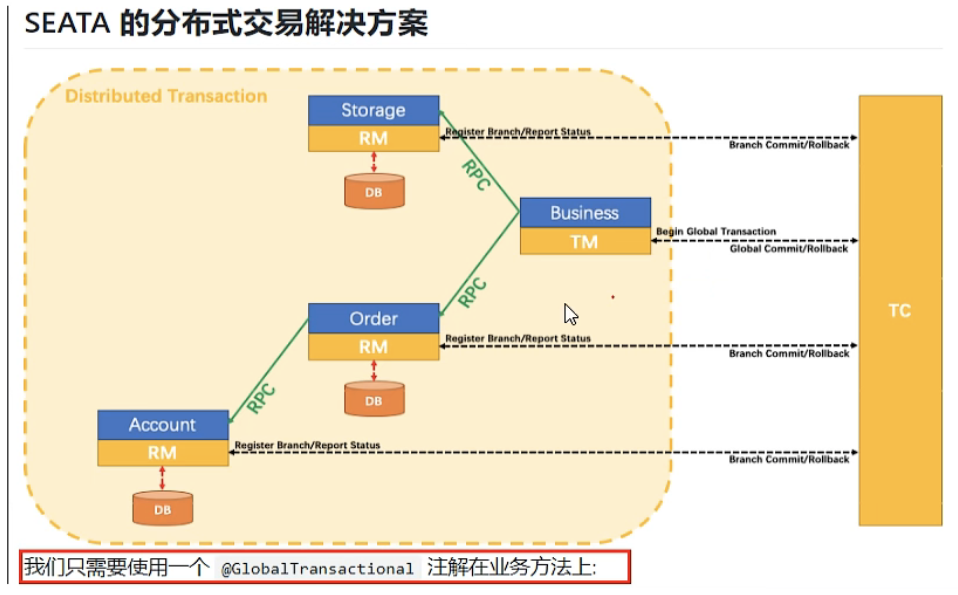 SEATA 的分布式交易解决方案
Distributed Transaction
Storage
RM
DB
Register Branch/Report Status
Branch Commit/Rollback
RPC
Business
TM
Begin Global Transaction
Global Commit/Rollback
TC
RPC
Order
RM
DB
Register Branch/Report Status
Branch Commit/Rollback
RPC
Account
RM
DB
Register Branch/Report Status
Branch Commit/Rollback
我们只需要使用一个 @GlobalTransactional 注解在业务方法上: